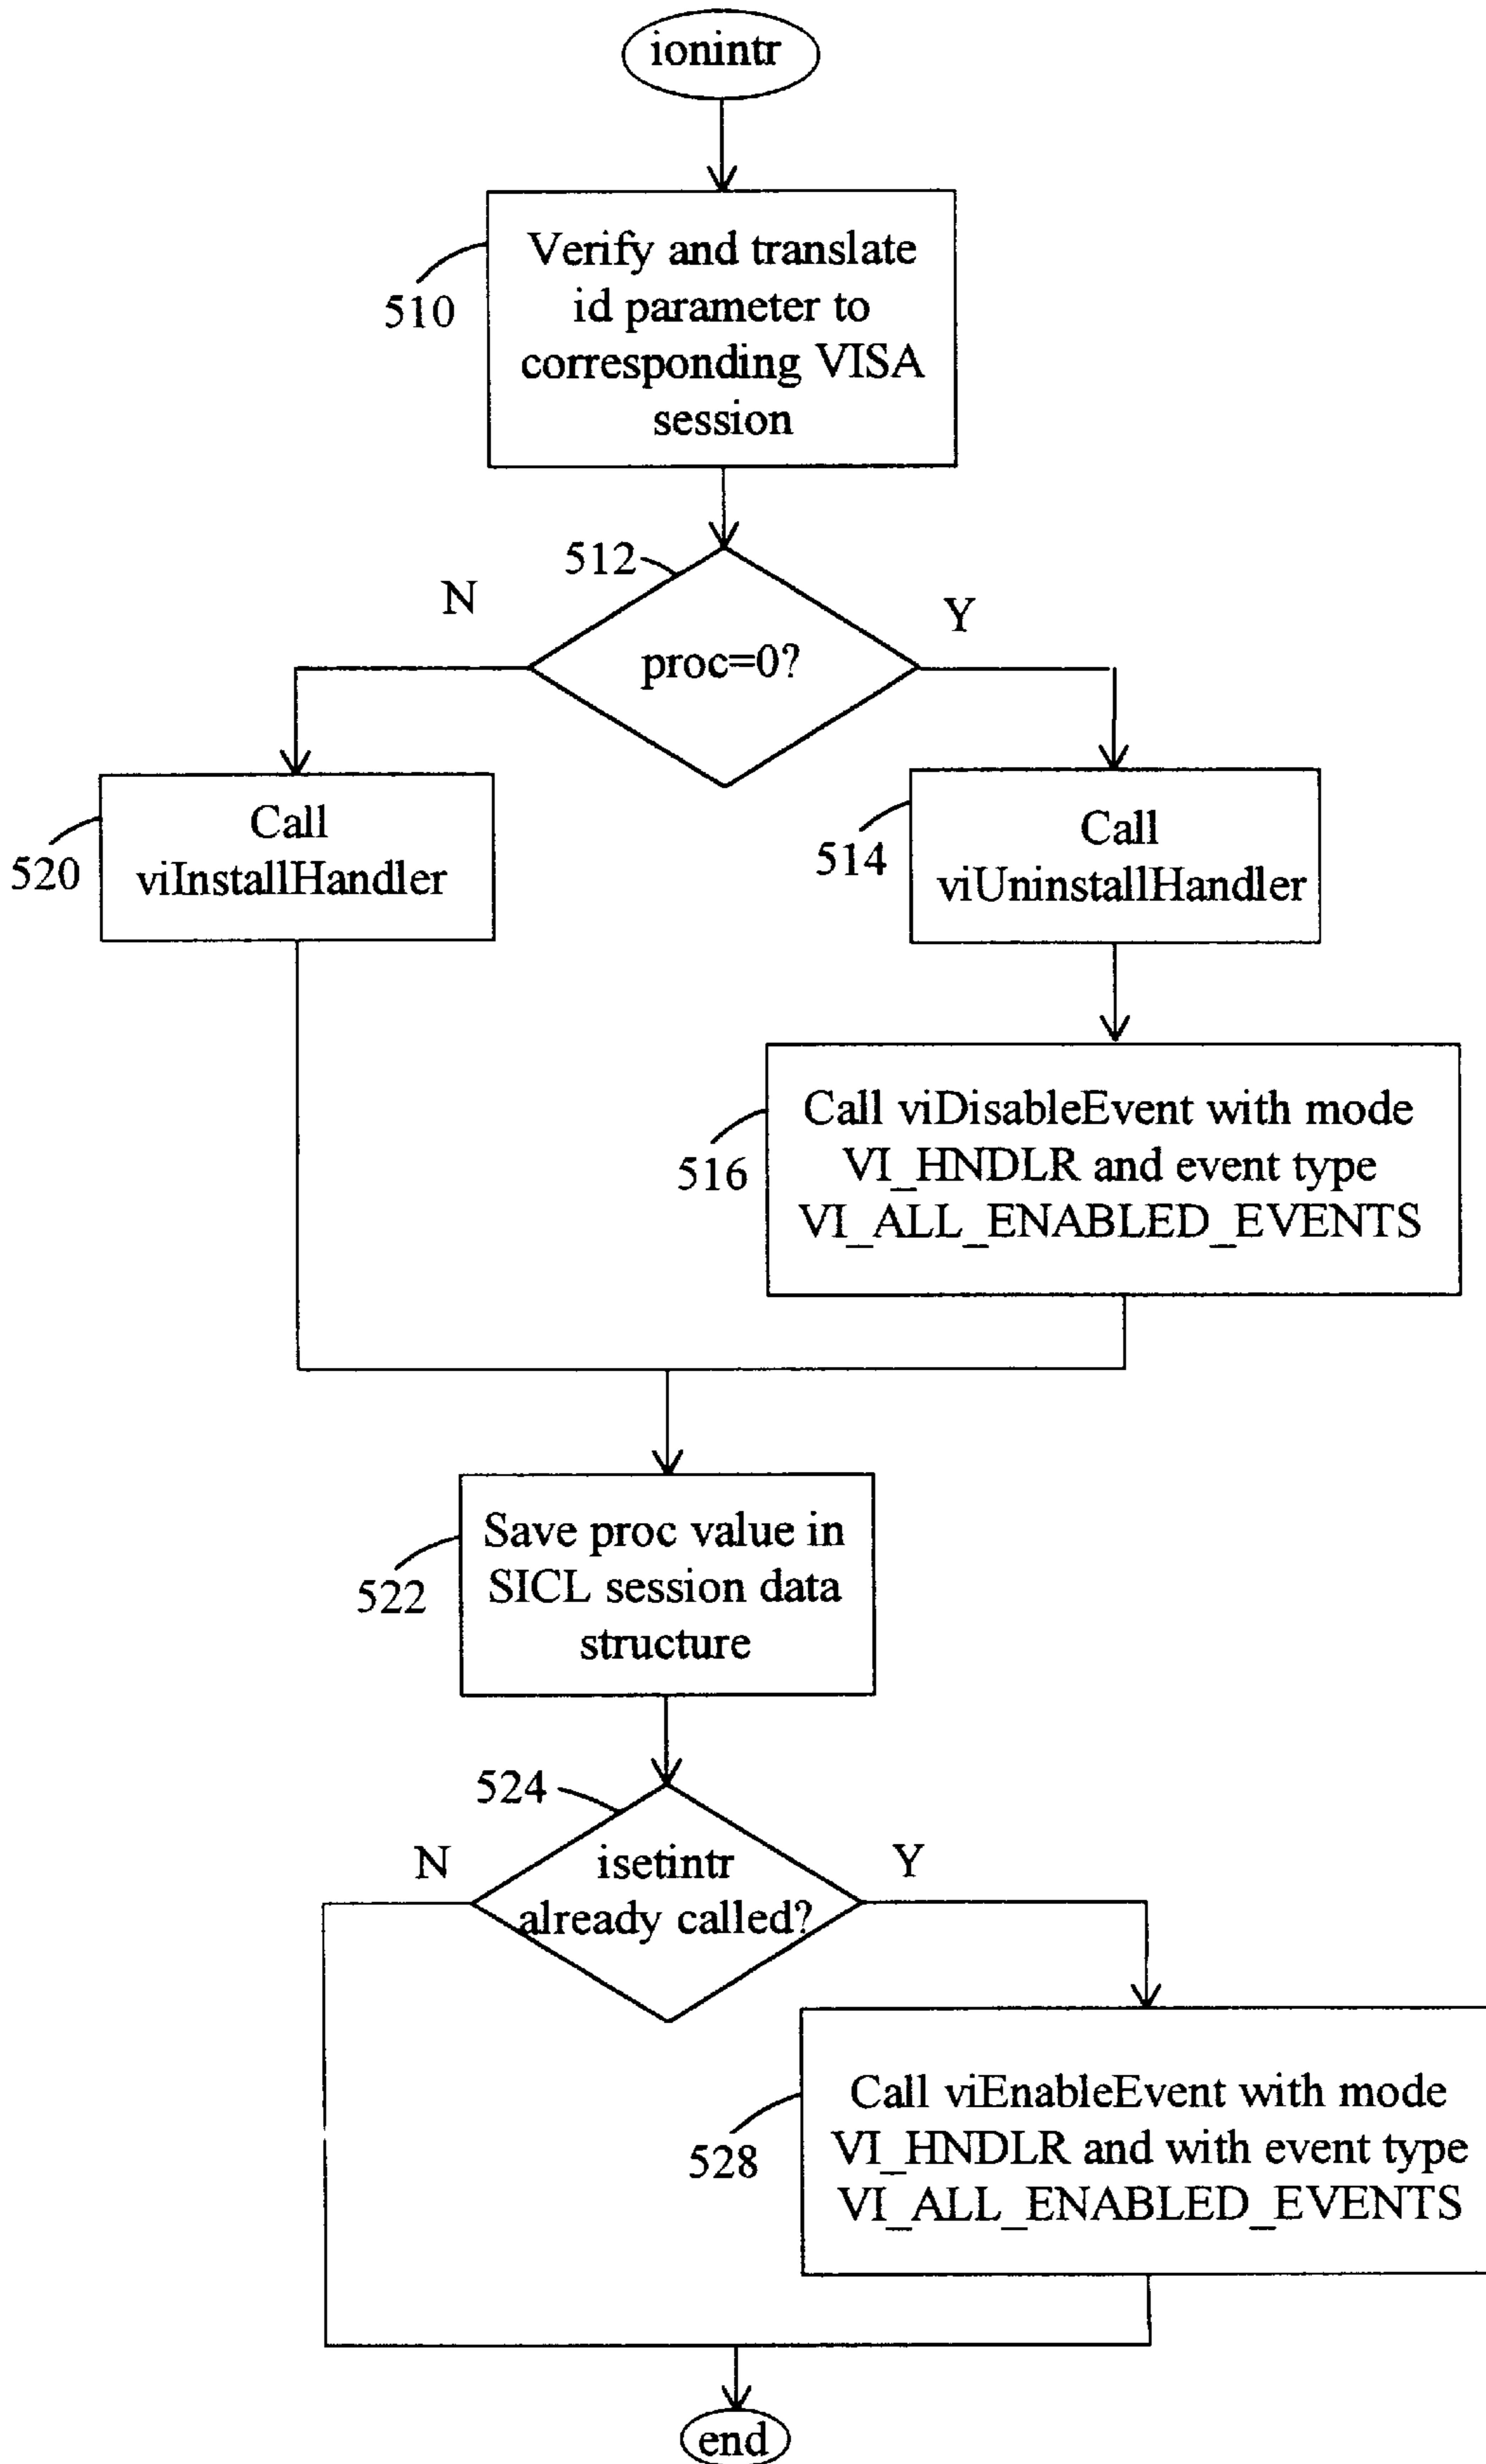 ionintr
510
Verify and translate
id parameter to
corresponding VISA
session
512
N
Y
proc=0?
520
Call
viInstallHandler
514
Call
viUninstallHandler
516
Call viDisableEvent with mode
VI_HNDLR and event type
VI_ALL_ENABLED_EVENTS
522
Save proc value in
SICL session data
structure
524
N
Y
isetintr
already called?
528
Call viEnableEvent with mode
VI_HNDLR and with event type
VI_ALL_ENABLED_EVENTS
end